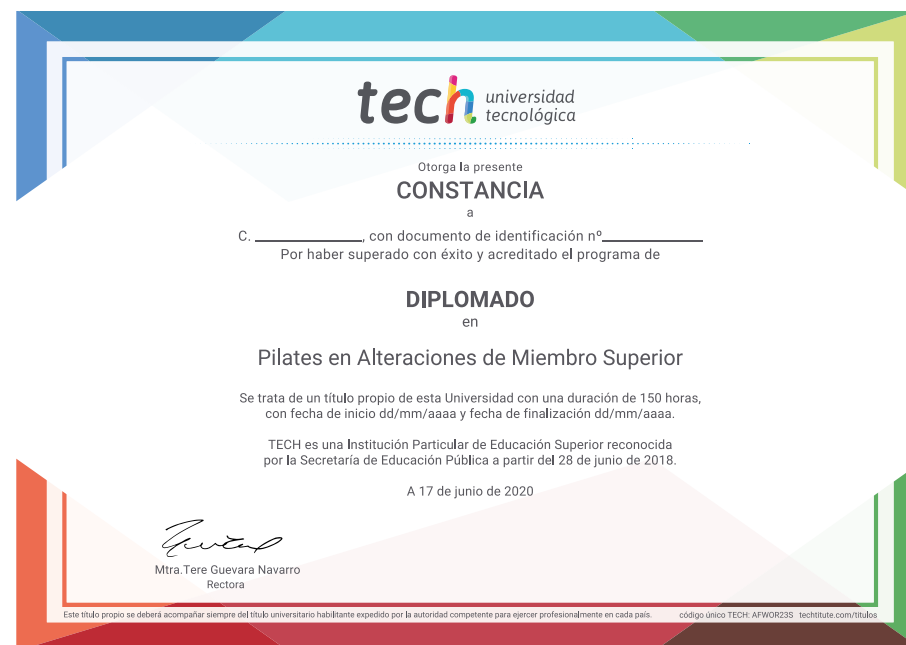 tech universidad
tecnológica
Otorga la presente
CONSTANCIA
a
C. ______________, con documento de identificación nº_____________
Por haber superado con éxito y acreditado el programa de
DIPLOMADO
en
Pilates en Alteraciones de Miembro Superior
Se trata de un título propio de esta Universidad con una duración de 150 horas,
con fecha de inicio dd/mm/aaaa y fecha de finalización dd/mm/aaaa.
TECH es una Institución Particular de Educación Superior reconocida
por la Secretaría de Educación Pública a partir del 28 de junio de 2018.
A 17 de junio de 2020
Mtra.Tere Guevara Navarro
Rectora
Este título propio se deberá acompañar siempre del título universitario habilitante expedido por la autoridad competente para ejercer profesionalmente en cada país. código único TECH: AFWOR23S techtitute.com/titulos